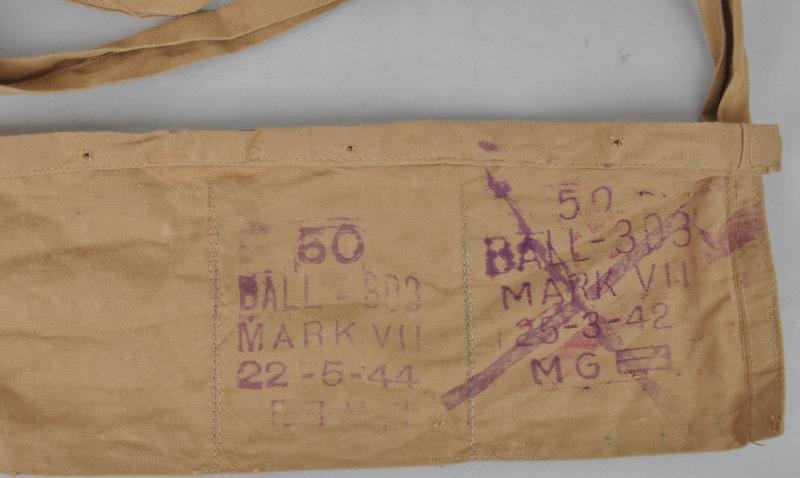 50
BALL - 303
MARK VII
22-5-44
50
BALL-303
MARK VII
25-3-42
MG